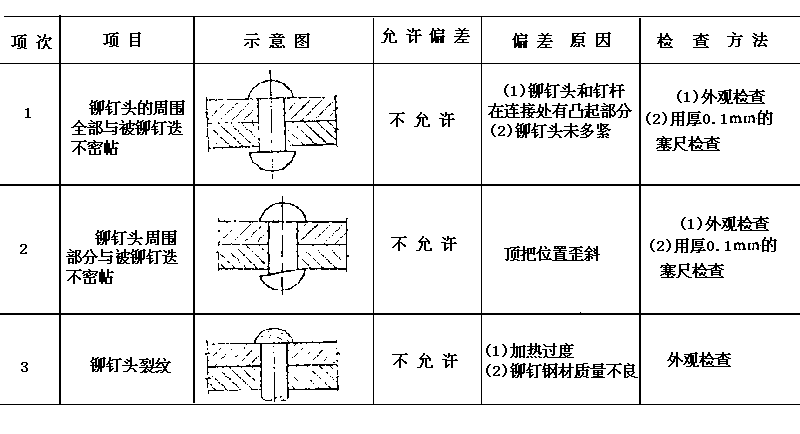 项次 项目 示意图 允许偏差 偏差 原因 检 查 方法
1
铆钉头的周围
全部与被铆钉迭
不密帖
不允许
(1)铆钉头和钉杆
在连接处有凸起部分
(2)铆钉头未多紧
(1)外观检查
(2)用厚0.1mm的
塞尺检查
2
铆钉头周围
部分与被铆钉迭
不密帖
不允许
顶把位置歪斜
(1)外观检查
(2)用厚0.1mm的
塞尺检查
3
铆钉头裂纹
不允许
(1)加热过度
(2)铆钉钢材质量不良
外观检查